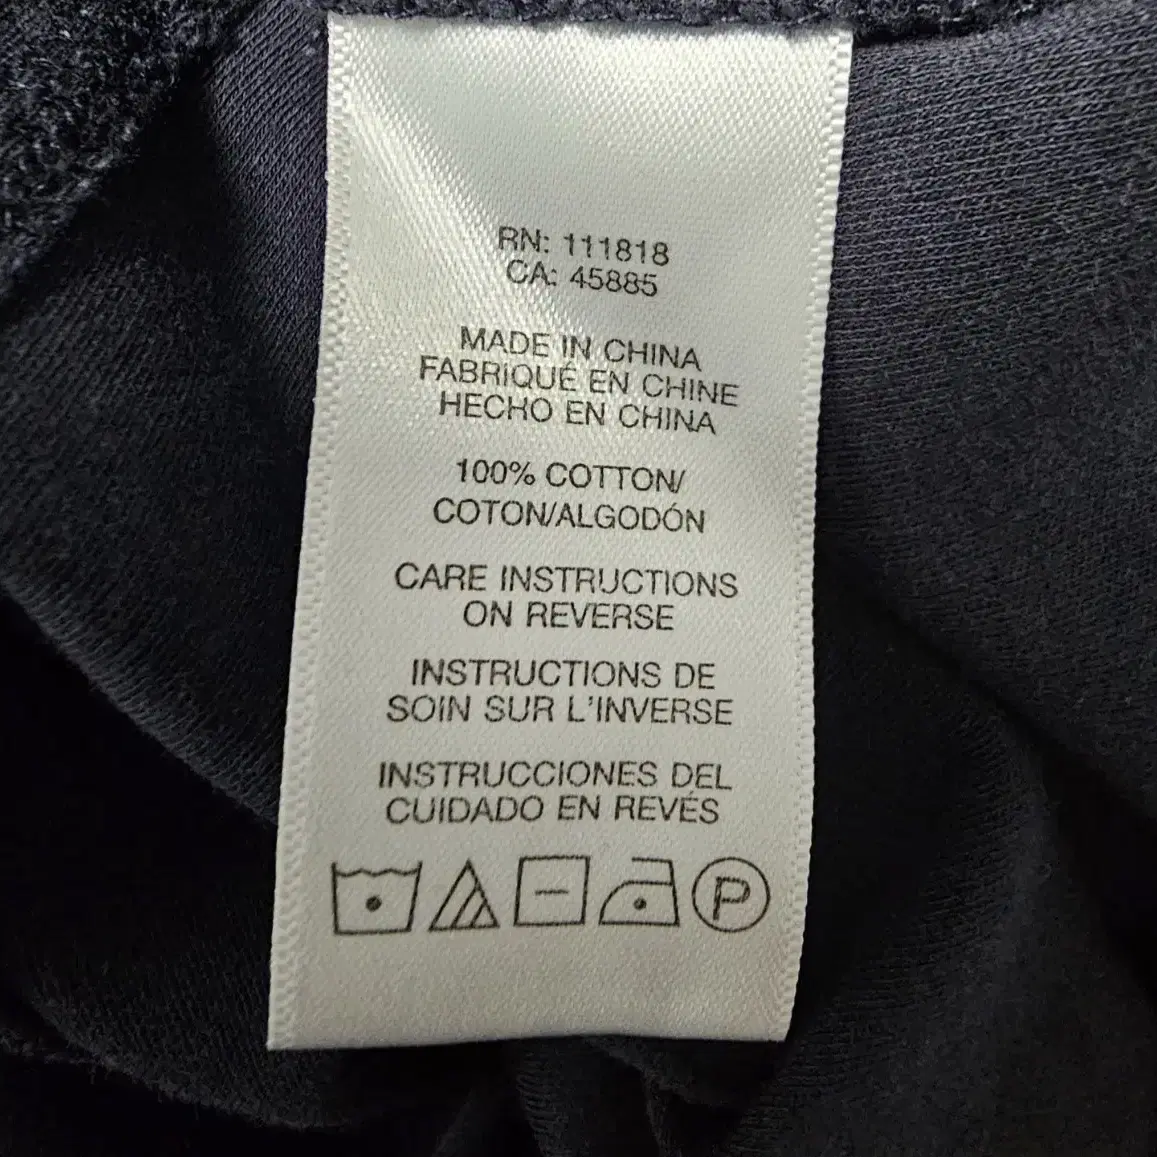 RN: 111818
CA: 45885
MADE IN CHINA
FABRIQUÉ EN CHINE
HECHO EN CHINA
100% COTTON/
COTON/ALGODÓN
CARE INSTRUCTIONS
ON REVERSE
INSTRUCTIONS DE
SOIN SUR L'INVERSE
INSTRUCCIONES DEL
CUIDADO EN REVÉS
P